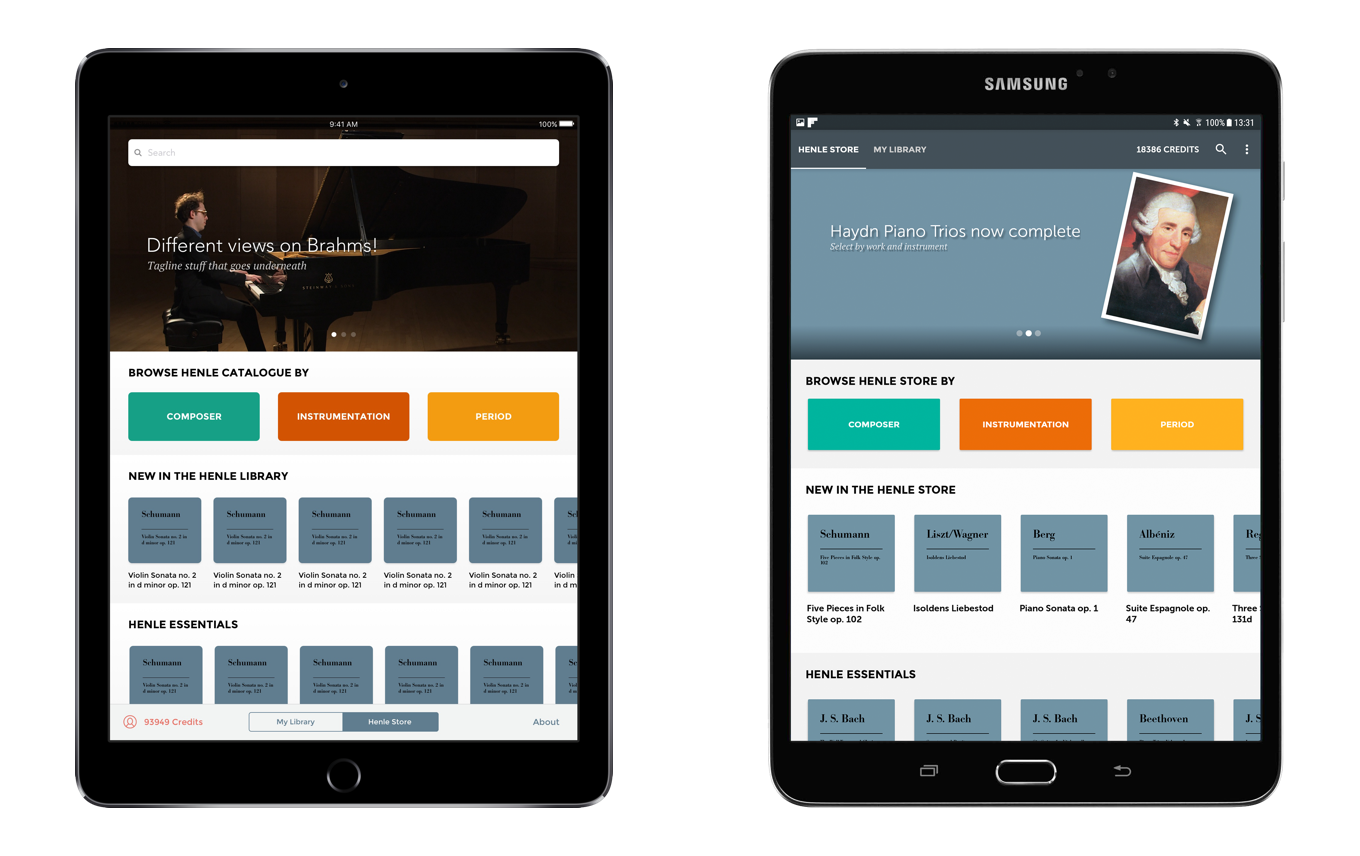 9:41 AM
100%
Search
Different views on Brahms!
Tagline stuff that goes underneath
STEINWAY & SONS
BROWSE HENLE CATALOGUE BY
COMPOSER
INSTRUMENTATION
PERIOD
NEW IN THE HENLE LIBRARY
Schumann
Schumann
Schumann
Schumann
Schumann
Violin Sonata no. 2 in
d minor op. 121
Violin Sonata no. 2 in
d minor op. 121
Violin Sonata no. 2 in
d minor op. 121
Violin Sonata no. 2 in
d minor op. 121
Violin Sonata no. 2 in
d minor op. 121
Violin Sonata no. 2
in d minor op. 121
Violin Sonata no. 2
in d minor op. 121
Violin Sonata no. 2
in d minor op. 121
Violin Sonata no. 2
in d minor op. 121
Violin Sonata no. 2
in d minor op. 121
Violin
in d m
HENLE ESSENTIALS
Schumann
Schumann
Schumann
Schumann
Schumann
Violin Sonata no. 2 in
d minor op. 121
Violin Sonata no. 2 in
d minor op. 121
Violin Sonata no. 2 in
d minor op. 121
Violin Sonata no. 2 in
d minor op. 121
Violin Sonata no. 2 in
d minor op. 121
93949 Credits
My Library
Henle Store
About
SAMSUNG
100% 13:31
HENLE STORE
MY LIBRARY
18386 CREDITS
Haydn Piano Trios now complete
Select by work and instrument
BROWSE HENLE STORE BY
COMPOSER
INSTRUMENTATION
PERIOD
NEW IN THE HENLE STORE
Schumann
Five Pieces in Folk Style op.
102
Liszt/Wagner
Isoldens Liebestod
Berg
Piano Sonata op. 1
Albéniz
Suite Espagnole op. 47
Reg
Three S
Five Pieces in Folk
Style op. 102
Isoldens Liebestod
Piano Sonata op. 1
Suite Espagnole op.
47
Three S
131d
HENLE ESSENTIALS
J. S. Bach
J. S. Bach
J. S. Bach
Beethoven
J. S